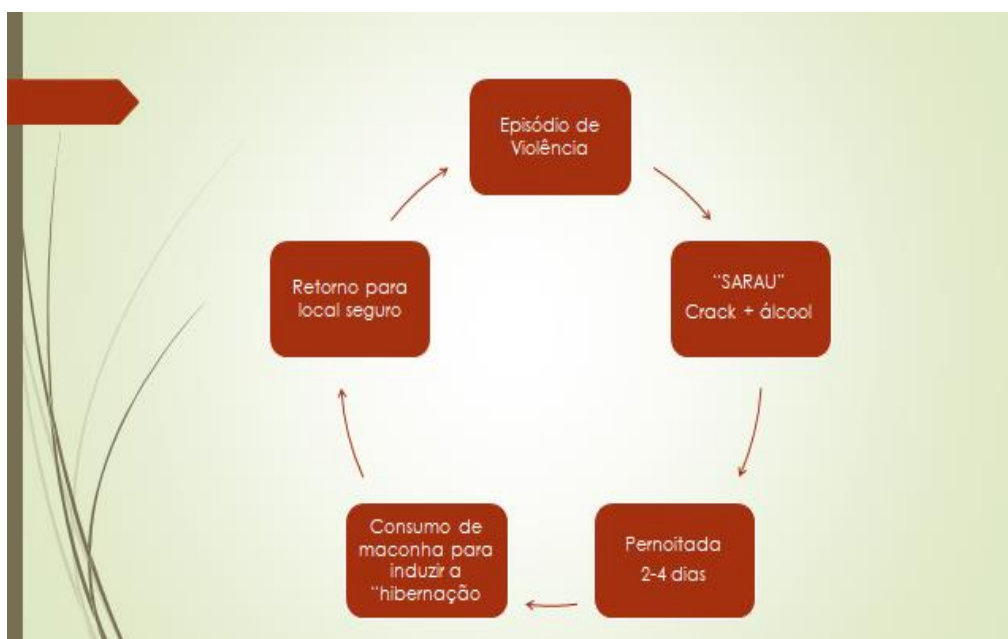 Episódio de
Violência
"SARAU"
Crack + álcool
Pernoitada
2-4 dias
Consumo de
maconha para
induzir a
"hibernação
Retorno para
local seguro